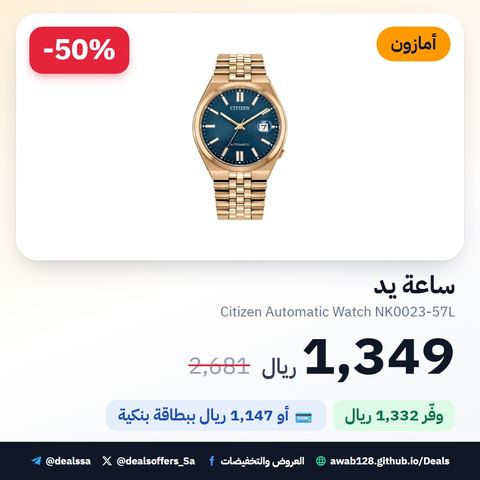 -50%
أمازون
CITIZEN
AUTOMATIC
ساعة يد
Citizen Automatic Watch NK0023-57L
1,349 ريال 2,681
وفّر 1,332 ريال
💳 أو 1,147 ريال ببطاقة بنكية
awab128.github.io/Deals العروض والتخفيضات @dealsoffers_Sa @dealssa